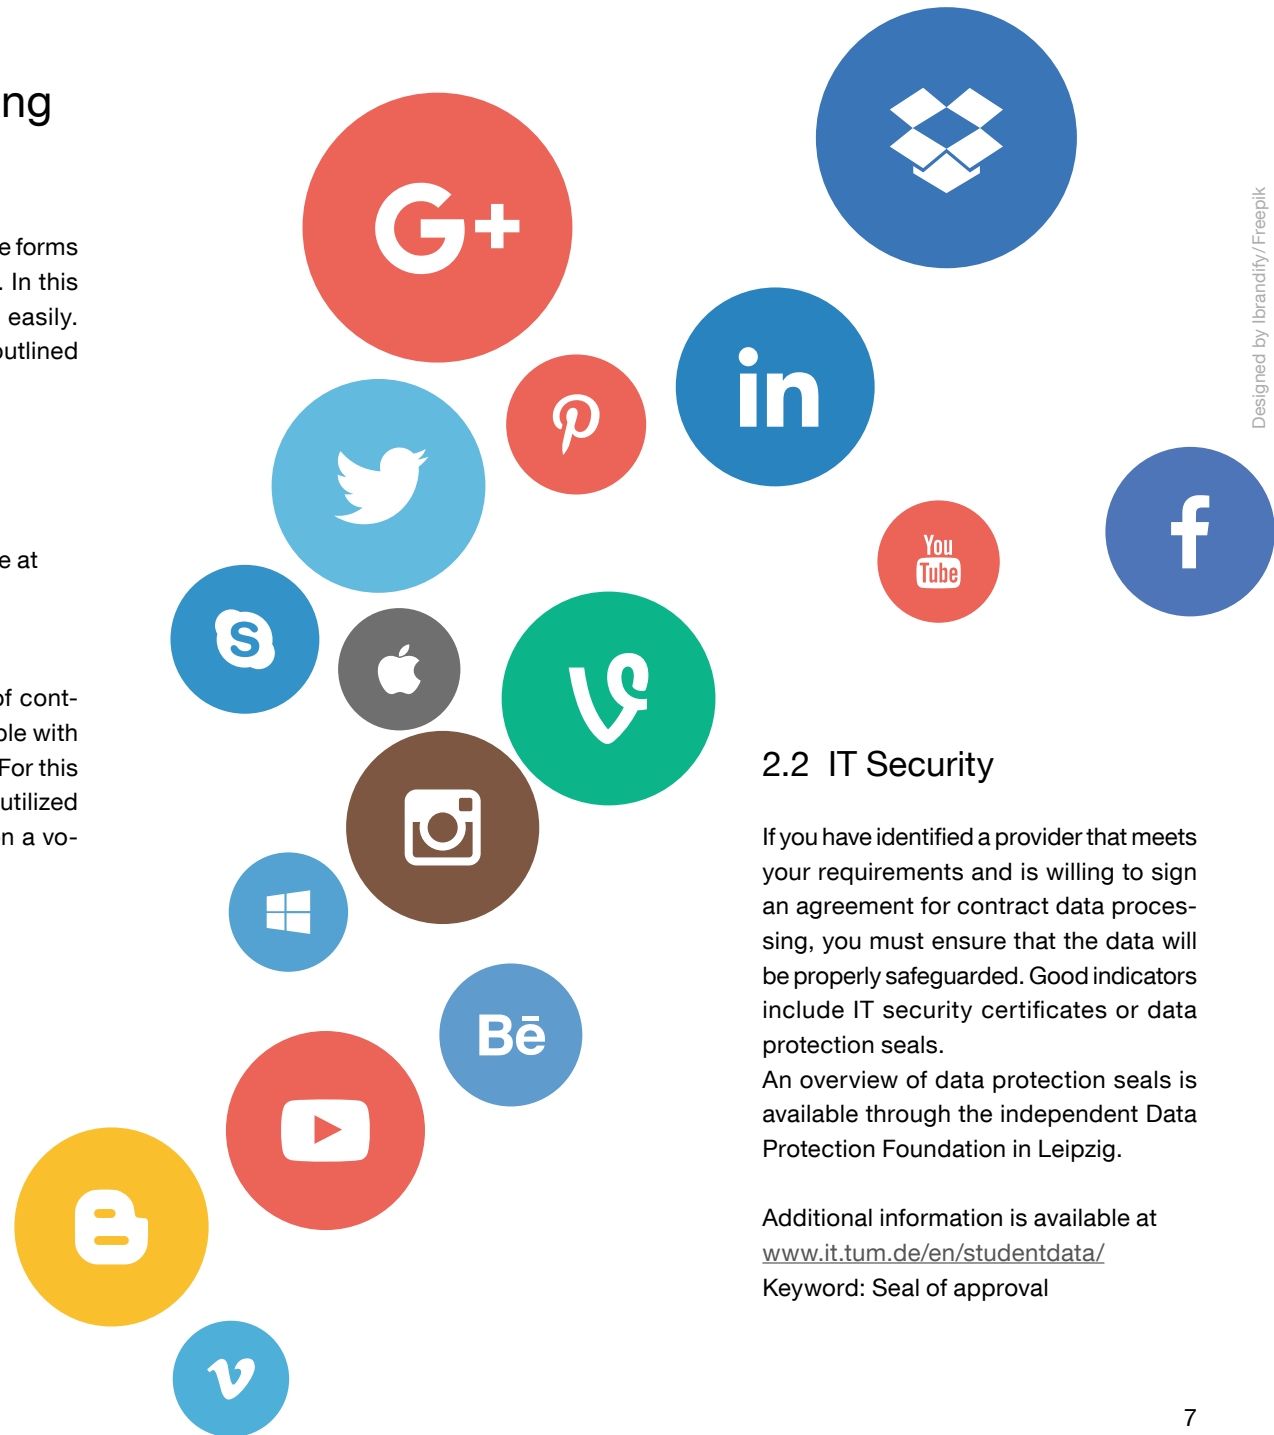 ng
e forms
. In this
easily.
outlined
e at
of cont-
ole with
For this
utilized
n a vo-
G+
in
You
Tube
f
S
Bē
Designed by Ibrandify/Freepik
2.2 IT Security
If you have identified a provider that meets
your requirements and is willing to sign
an agreement for contract data proces-
sing, you must ensure that the data will
be properly safeguarded. Good indicators
include IT security certificates or data
protection seals.
An overview of data protection seals is
available through the independent Data
Protection Foundation in Leipzig.
Additional information is available at
www.it.tum.de/en/studentdata/
Keyword: Seal of approval
7